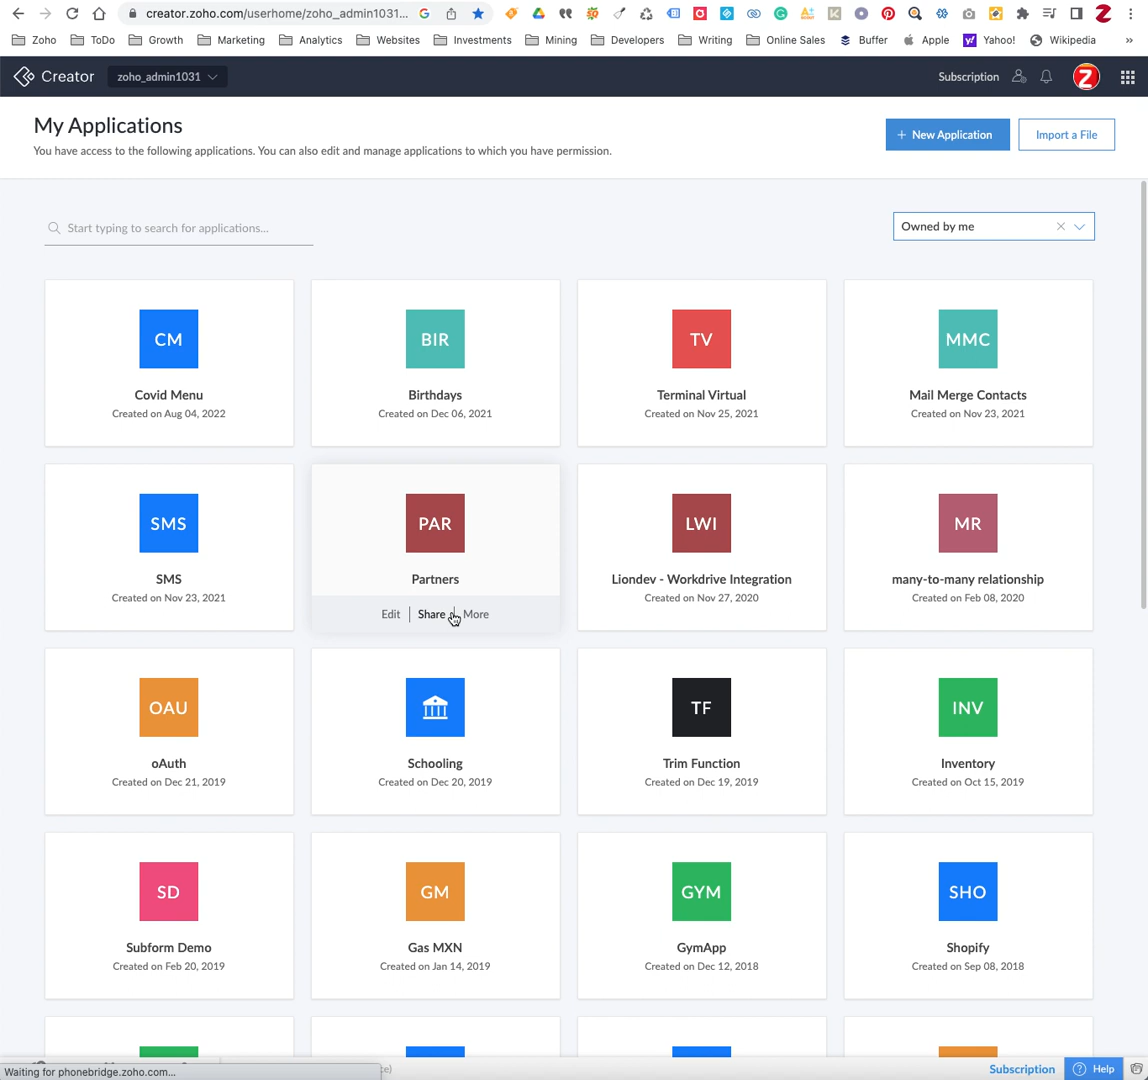 creator.zoho.com/userhome/zoho_admin1031...
Zoho ToDo Growth Marketing Analytics Websites Investments Mining Developers Writing Online Sales Buffer Apple Yahoo! Wikipedia »
Creator zoho_admin1031 Subscription
My Applications
You have access to the following applications. You can also edit and manage applications to which you have permission.
+ New Application Import a File
Start typing to search for applications...
Owned by me
CM BIR TV MMC
Covid Menu Birthdays Terminal Virtual Mail Merge Contacts
Created on Aug 04, 2022 Created on Dec 06, 2021 Created on Nov 25, 2021 Created on Nov 23, 2021
SMS PAR LWI MR
SMS Partners Liondev - Workdrive Integration many-to-many relationship
Created on Nov 23, 2021 Edit Share More Created on Nov 27, 2020 Created on Feb 08, 2020
OAU TF INV
oAuth Schooling Trim Function Inventory
Created on Dec 21, 2019 Created on Dec 20, 2019 Created on Dec 19, 2019 Created on Oct 15, 2019
SD GM GYM SHO
Subform Demo Gas MXN GymApp Shopify
Created on Feb 20, 2019 Created on Jan 14, 2019 Created on Dec 12, 2018 Created on Sep 08, 2018
Waiting for phonebridge.zoho.com... Subscription Help